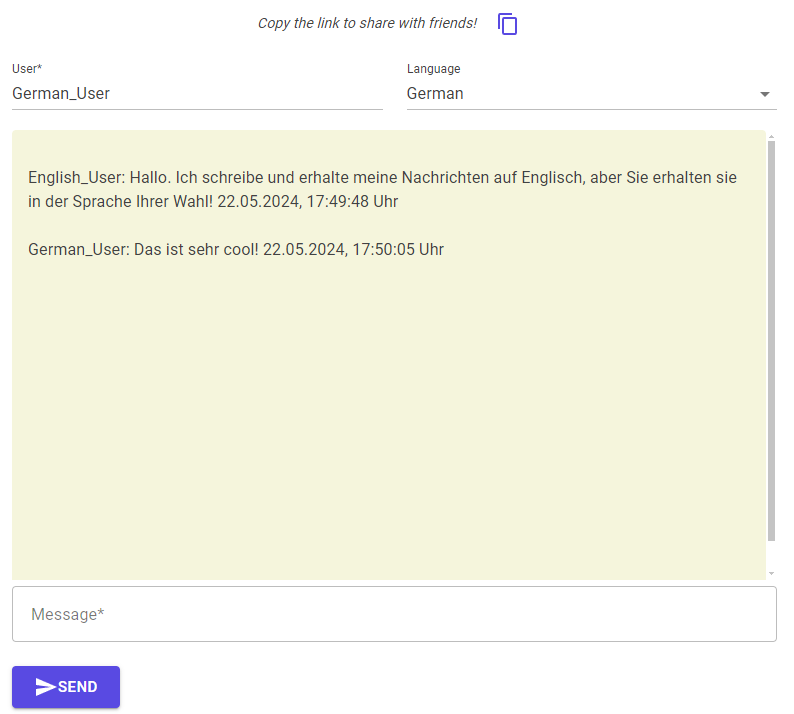 Copy the link to share with friends!
User*
Language
German_User
German
English_User: Hallo. Ich schreibe und erhalte meine Nachrichten auf Englisch, aber Sie erhalten sie
in der Sprache Ihrer Wahl! 22.05.2024, 17:49:48 Uhr
German_User: Das ist sehr cool! 22.05.2024, 17:50:05 Uhr
Message*
SEND